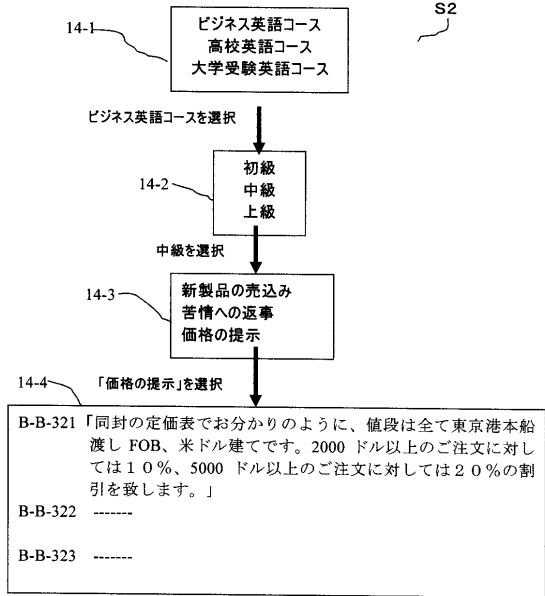 S2
14-1
ビジネス英語コース
高校英語コース
大学受験英語コース
ビジネス英語コースを選択
14-2
初級
中級
上級
中級を選択
14-3
新製品の売込み
苦情への返事
価格の提示
14-4
「価格の提示」を選択
B-B-321 「同封の定価表でお分かりのように、値段は全て東京港本船
渡し FOB、米ドル建てです。2000 ドル以上のご注文に対し
ては10%、5000 ドル以上のご注文に対しては20%の割
引を致します。」
B-B-322 -------
B-B-323 -------